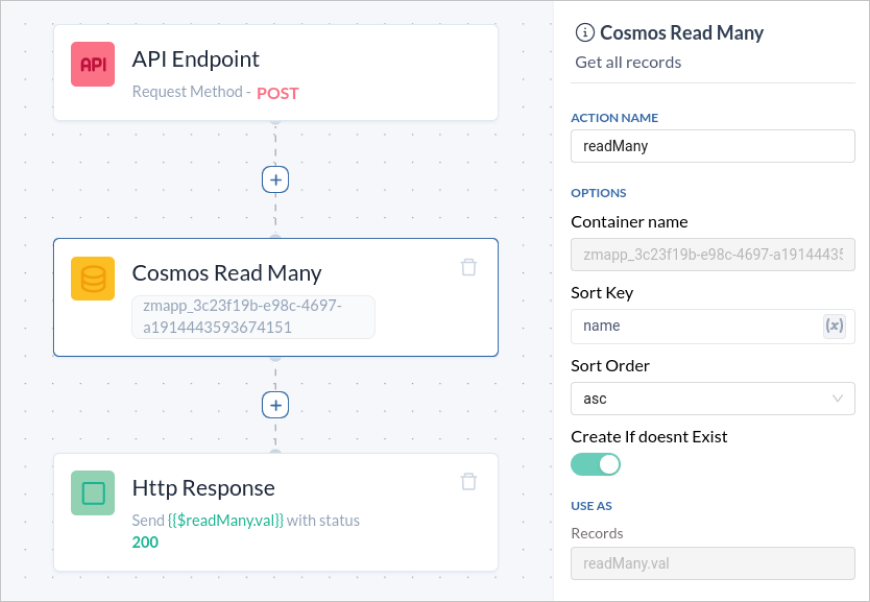 API
API Endpoint
Request Method - POST
Cosmos Read Many
zmapp_3c23f19b-e98c-4697-
a1914443593674151
Http Response
Send {{$readMany.val}} with status
200
Cosmos Read Many
Get all records
ACTION NAME
readMany
OPTIONS
Container name
zmapp_3c23f19b-e98c-4697-a19144435
Sort Key
name
(x)
Sort Order
asc
Create If doesnt Exist
USE AS
Records
readMany.val